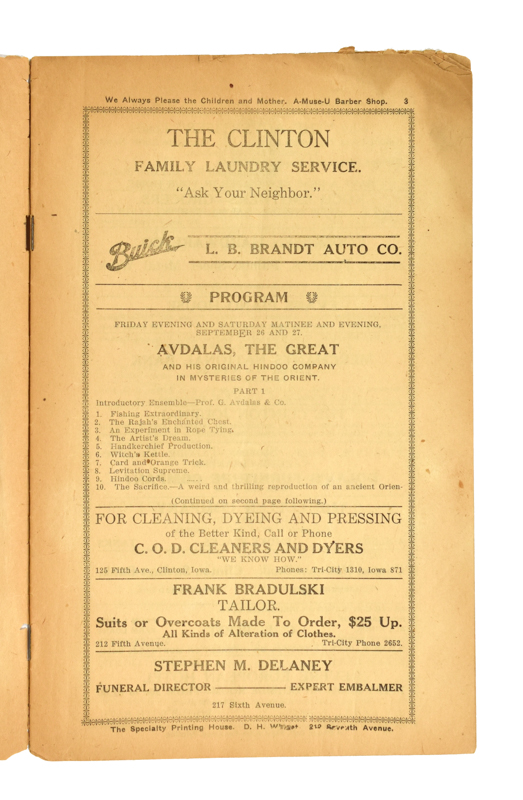 We Always Please the Children and Mother. A-Muse-U Barber Shop. 3
THE CLINTON
FAMILY LAUNDRY SERVICE.
“Ask Your Neighbor.”
Buick L. B. BRANDT AUTO CO.
PROGRAM
FRIDAY EVENING AND SATURDAY MATINEE AND EVENING,
SEPTEMBER 26 AND 27.
AVDALAS, THE GREAT
AND HIS ORIGINAL HINDOO COMPANY
IN MYSTERIES OF THE ORIENT.
PART 1
Introductory Ensemble—Prof. G. Avdalas & Co.
1. Fishing Extraordinary.
2. The Rajah's Enchanted Chest.
3. An Experiment in Rope Tying.
4. The Artist's Dream.
5. Handkerchief Production.
6. Witch's Kettle.
7. Card and Orange Trick.
8. Levitation Supreme.
9. Hindoo Cords.
10. The Sacrifice.—A weird and thrilling reproduction of an ancient Orien-
(Continued on second page following.)
FOR CLEANING, DYEING AND PRESSING
of the Better Kind, Call or Phone
C. O. D. CLEANERS AND DYERS
“WE KNOW HOW.”
125 Fifth Ave., Clinton, Iowa. Phones: Tri-City 1310, Iowa 871
FRANK BRADULSKI
TAILOR.
Suits or Overcoats Made To Order, $25 Up.
All Kinds of Alteration of Clothes.
212 Fifth Avenue. Tri-City Phone 2652.
STEPHEN M. DELANEY
FUNERAL DIRECTOR ——— EXPERT EMBALMER
217 Sixth Avenue.
The Specialty Printing House. D. H. Seventh Avenue.